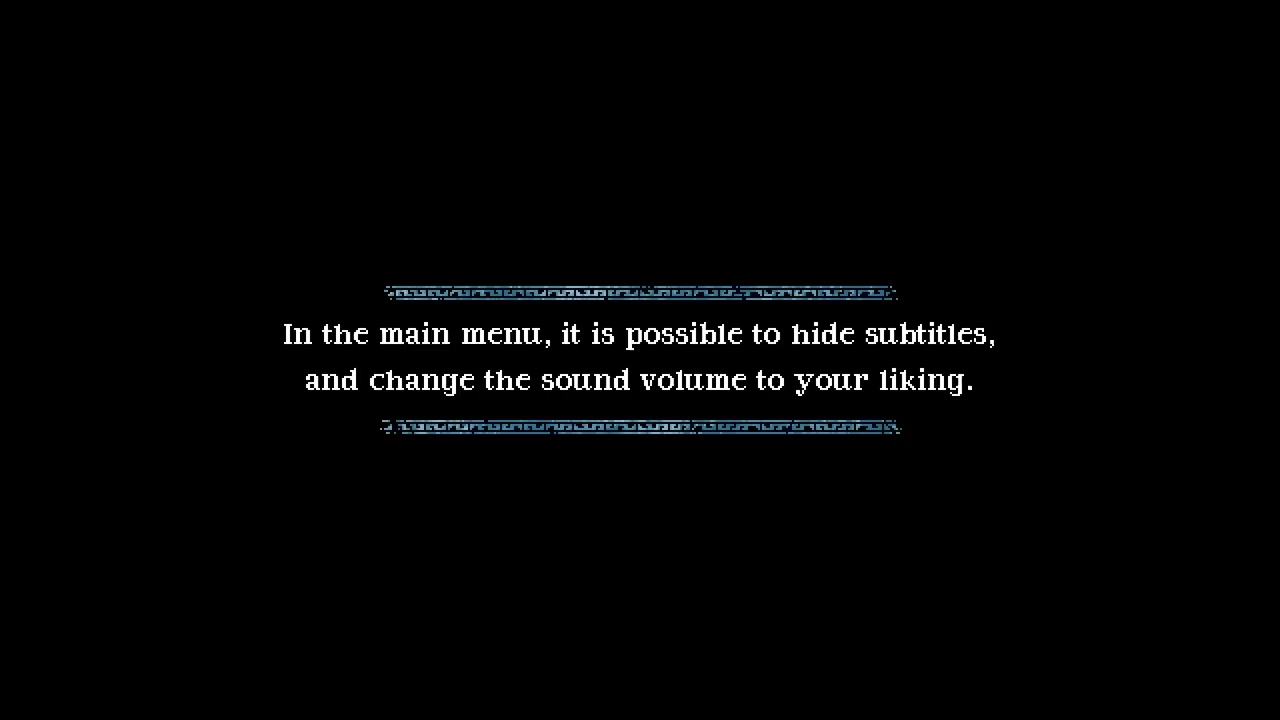 In the main menu, it is possible to hide subtitles,
and change the sound volume to your liking.